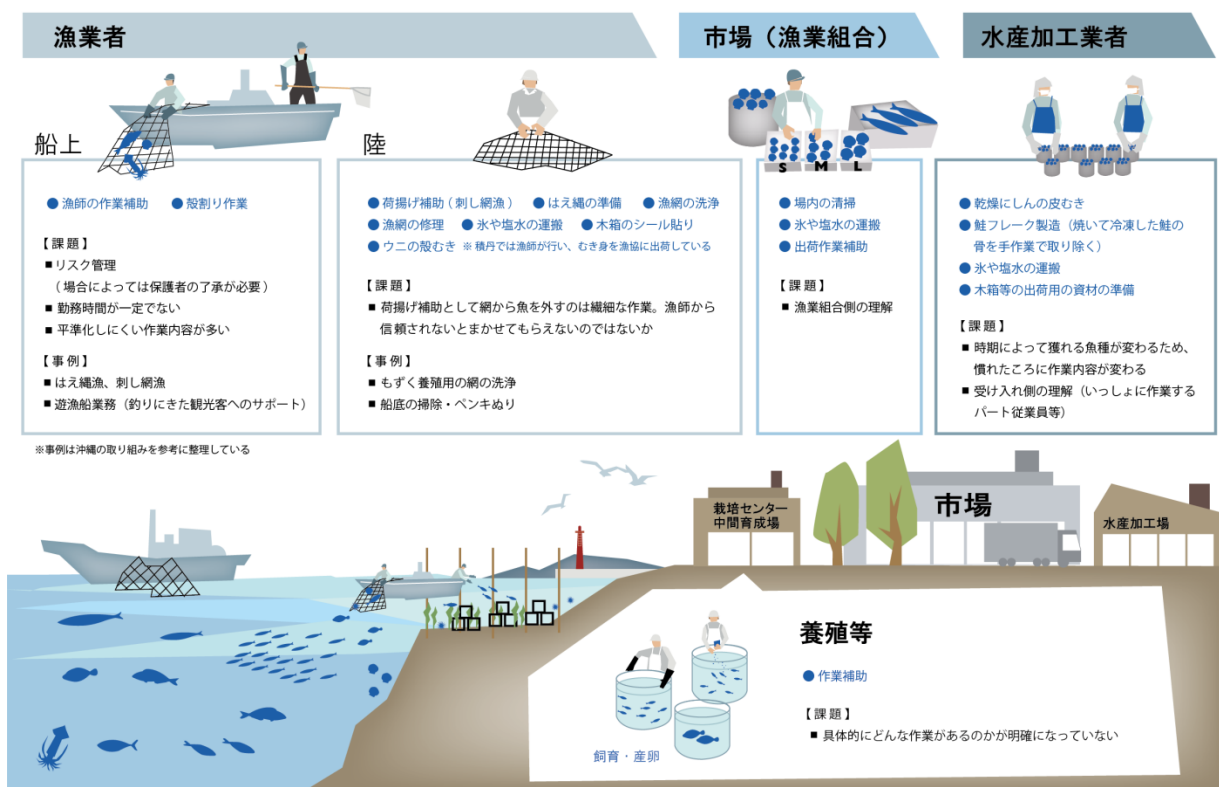 漁業者
船上
● 漁師の作業補助 ● 殻割り作業
【課題】
■ リスク管理
(場合によっては保護者の了承が必要)
■ 勤務時間が一定でない
■ 平準化しにくい作業内容が多い
【事例】
■ はえ縄漁、刺し網漁
■ 遊漁船業務(釣りにきた観光客へのサポート)
※事例は沖縄の取り組みを参考に整理している
陸
● 荷揚げ補助(刺し網漁) ● はえ縄の準備 ● 漁網の洗浄
● 漁網の修理 ● 氷や塩水の運搬 ● 木箱のシール貼り
● ウニの殻むき ※ 積丹では漁師が行い、むき身を漁協に出荷している
【課題】
■ 荷揚げ補助として網から魚を外すのは繊細な作業。漁師から
信頼されないとまかせてもらえないのではないか
【事例】
■ もずく養殖用の網の洗浄
■ 船底の掃除・ペンキぬり
市場(漁業組合)
S M L
● 場内の清掃
● 氷や塩水の運搬
● 出荷作業補助
【課題】
■ 漁業組合側の理解
水産加工業者
● 乾燥にしんの皮むき
● 鮭フレーク製造(焼いて冷凍した鮭の
骨を手作業で取り除く)
● 氷や塩水の運搬
● 木箱等の出荷用の資材の準備
【課題】
■ 時期によって獲れる魚種が変わるため、
慣れたころに作業内容が変わる
■ 受け入れ側の理解(いっしょに作業する
パート従業員等)
栽培センター
中間育成場
市場
水産加工場
養殖等
● 作業補助
【課題】
■ 具体的にどんな作業があるのかが明確になっていない
飼育・産卵